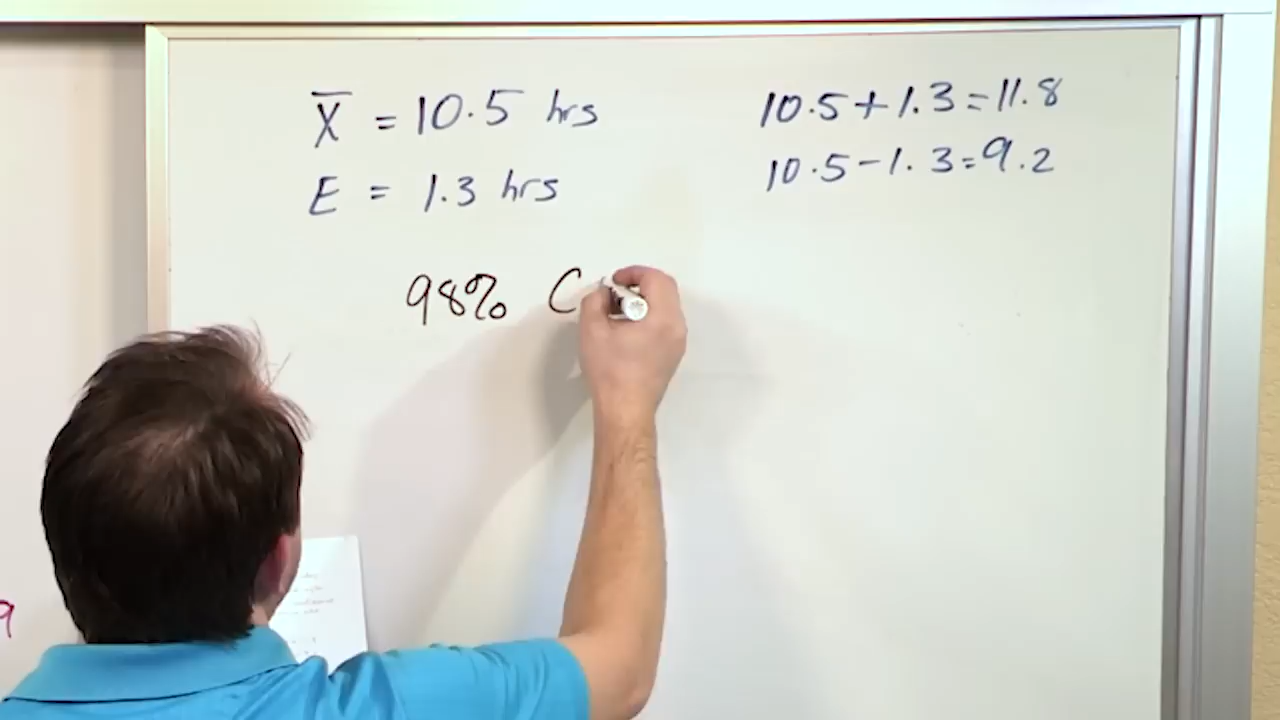 X̄ = 10.5 hrs
E = 1.3 hrs
10.5+1.3=11.8
10.5-1.3=9.2
98% C